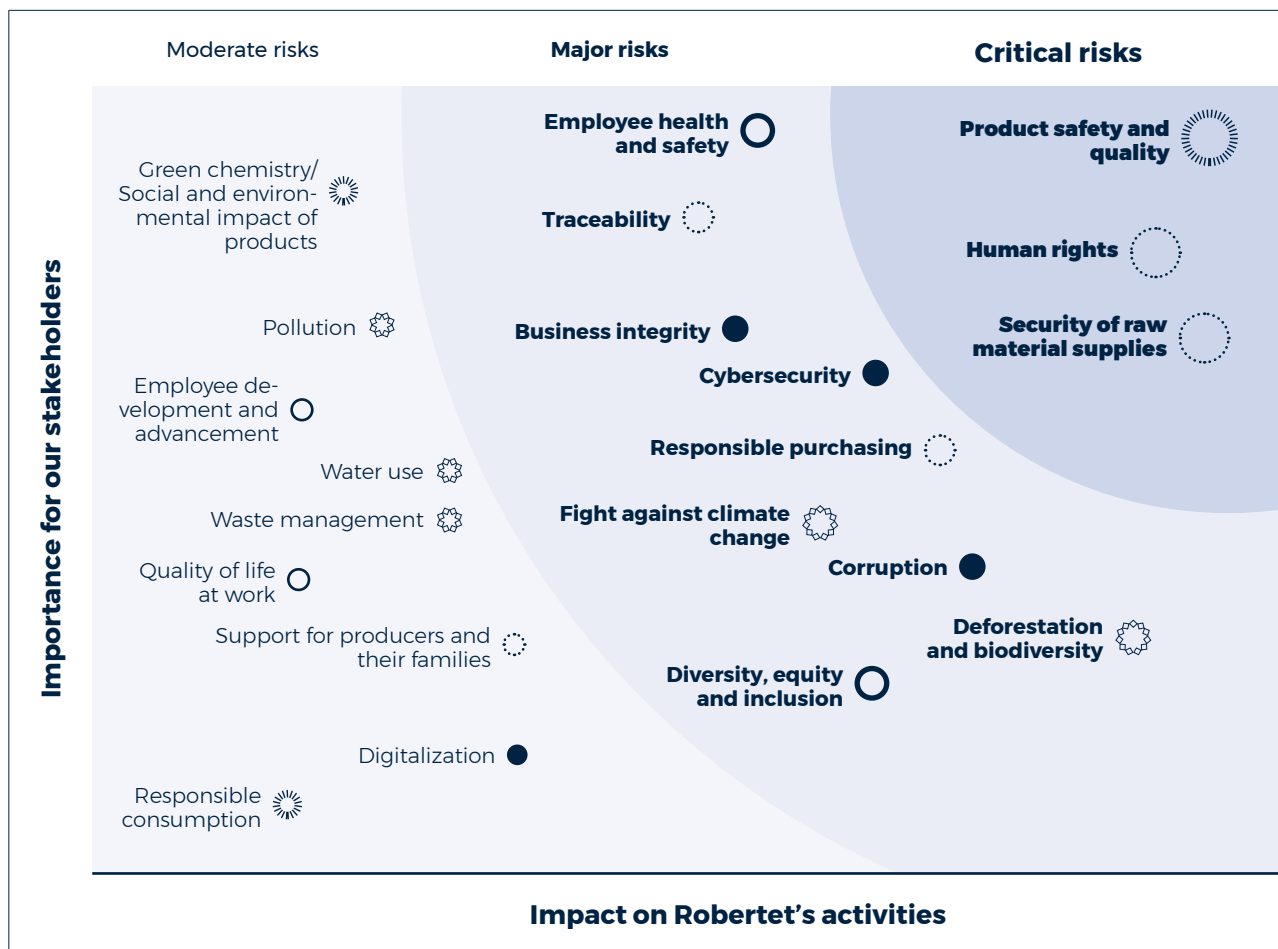 Moderate risks
Major risks
Critical risks
Employee health
and safety
Product safety and
quality
Green chemistry/
Social and environ-
mental impact of
products
Traceability
Human rights
Pollution
Business integrity
Security of raw
material supplies
Cybersecurity
Employee de-
velopment and
advancement
Responsible purchasing
Water use
Waste management
Fight against climate
change
Corruption
Quality of life
at work
Support for producers and
their families
Deforestation
and biodiversity
Diversity, equity
and inclusion
Digitalization
Responsible
consumption
Importance for our stakeholders
Impact on Robertet’s activities